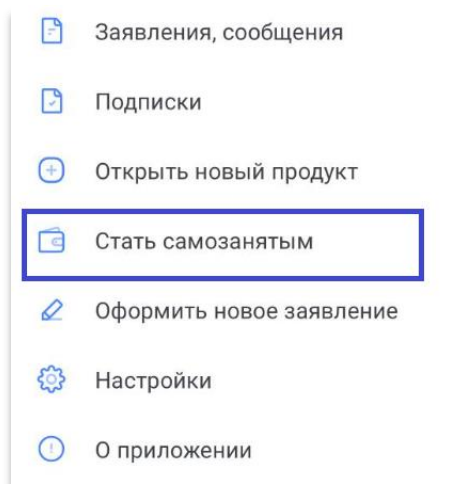 Заявления, сообщения
Подписки
Открыть новый продукт
Стать самозанятым
Оформить новое заявление
Настройки
О приложении